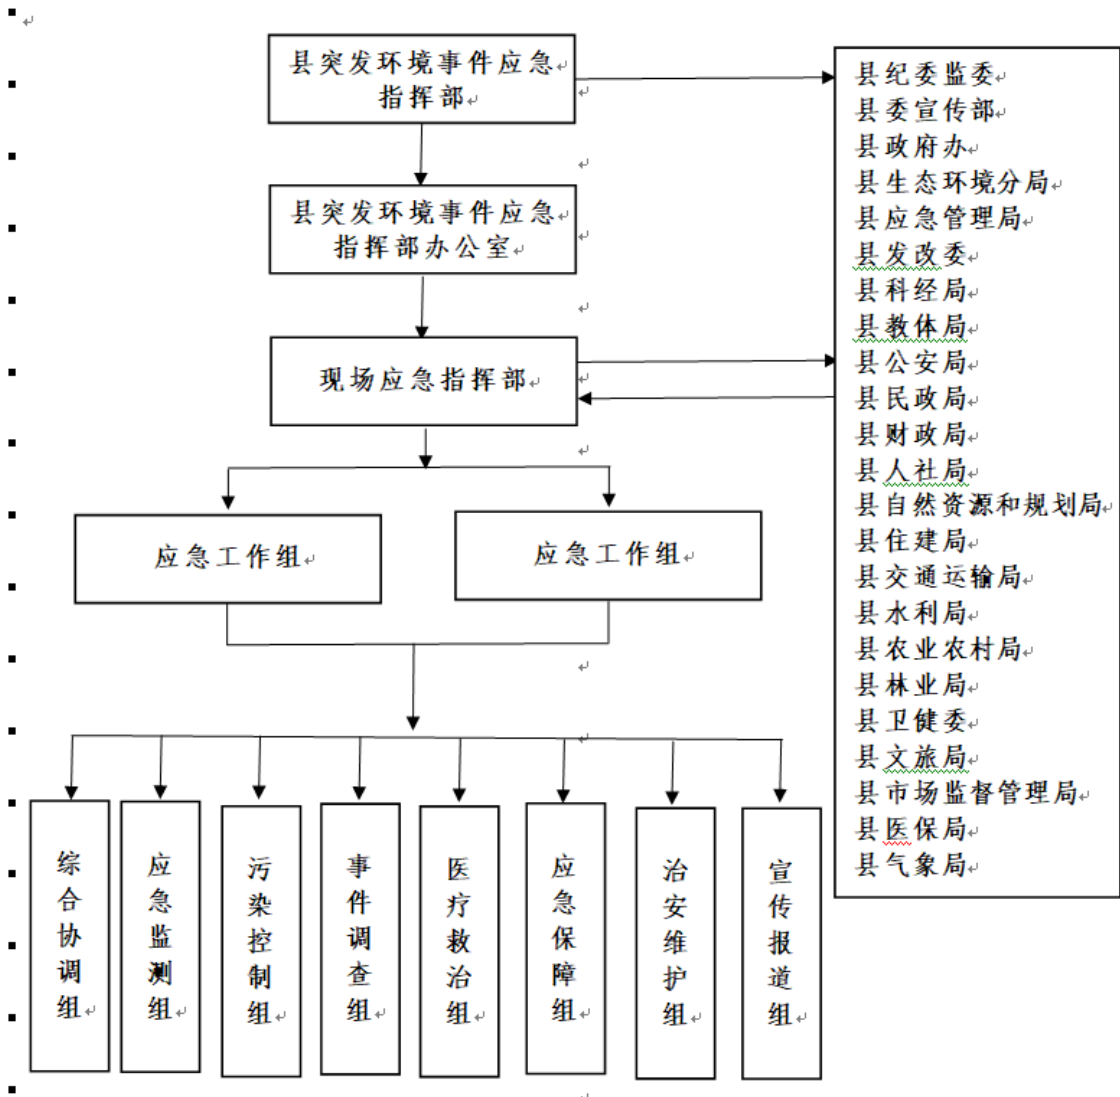 县突发环境事件应急
指挥部
县突发环境事件应急
指挥部办公室
现场应急指挥部
应急工作组
应急工作组
综合协调组
应急监测组
污染控制组
事件调查组
医疗救治组
应急保障组
治安维护组
宣传报道组
县纪委监委
县委宣传部
县政府办
县生态环境分局
县应急管理局
县发改委
县科经局
县教体局
县公安局
县民政局
县财政局
县人社局
县自然资源和规划局
县住建局
县交通运输局
县水利局
县农业农村局
县林业局
县卫健委
县文旅局
县市场监督管理局
县医保局
县气象局